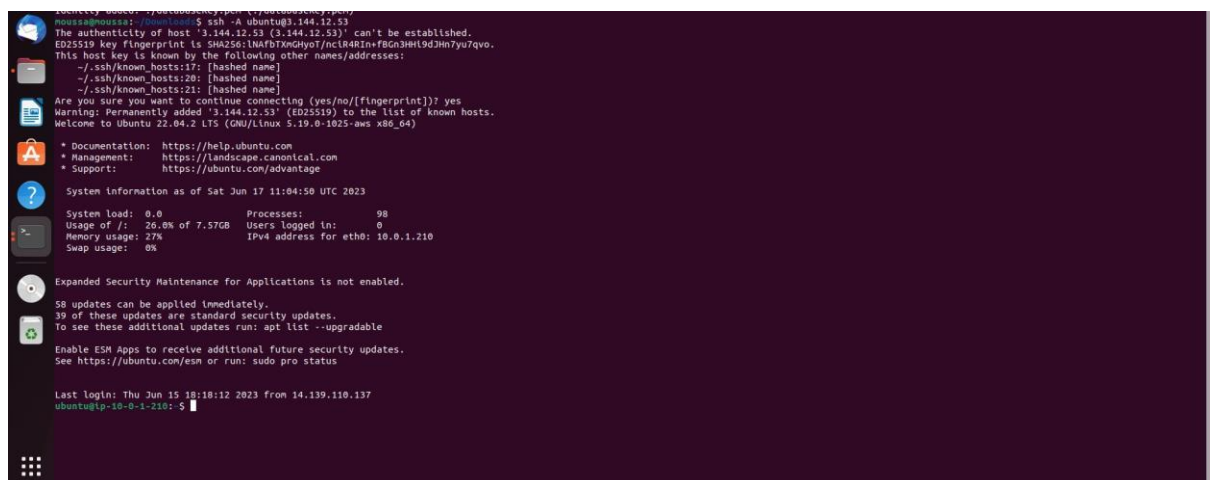 Identity added: ./databaseKey.pem (./databaseKey.pem)
moussa@moussa:~/Downloads$ ssh -A ubuntu@3.144.12.53
The authenticity of host '3.144.12.53 (3.144.12.53)' can't be established.
ED25519 key fingerprint is
This host key is known by the following other names/addresses:
~/.ssh/known_hosts:17: [hashed name]
~/.ssh/known_hosts:20: [hashed name]
~/.ssh/known_hosts:21: [hashed name]
Are you sure you want to continue connecting (yes/no/[fingerprint])? yes
Warning: Permanently added '3.144.12.53' (ED25519) to the list of known hosts.
Welcome to Ubuntu 22.04.2 LTS (GNU/Linux 5.19.0-1025-aws x86_64)
* Documentation: https://help.ubuntu.com
* Management: https://landscape.canonical.com
* Support: https://ubuntu.com/advantage
System information as of Sat Jun 17 11:04:50 UTC 2023
System load: 0.0 Processes: 98
Usage of /: 26.0% of 7.57GB Users logged in: 0
Memory usage: 27% IPv4 address for eth0: 10.0.1.210
Swap usage: 0%
Expanded Security Maintenance for Applications is not enabled.
58 updates can be applied immediately.
39 of these updates are standard security updates.
To see these additional updates run: apt list --upgradable
Enable ESM Apps to receive additional future security updates.
See https://ubuntu.com/esm or run: sudo pro status
Last login: Thu Jun 15 18:18:12 2023 from 14.139.110.137
ubuntu@ip-10-0-1-210:~$